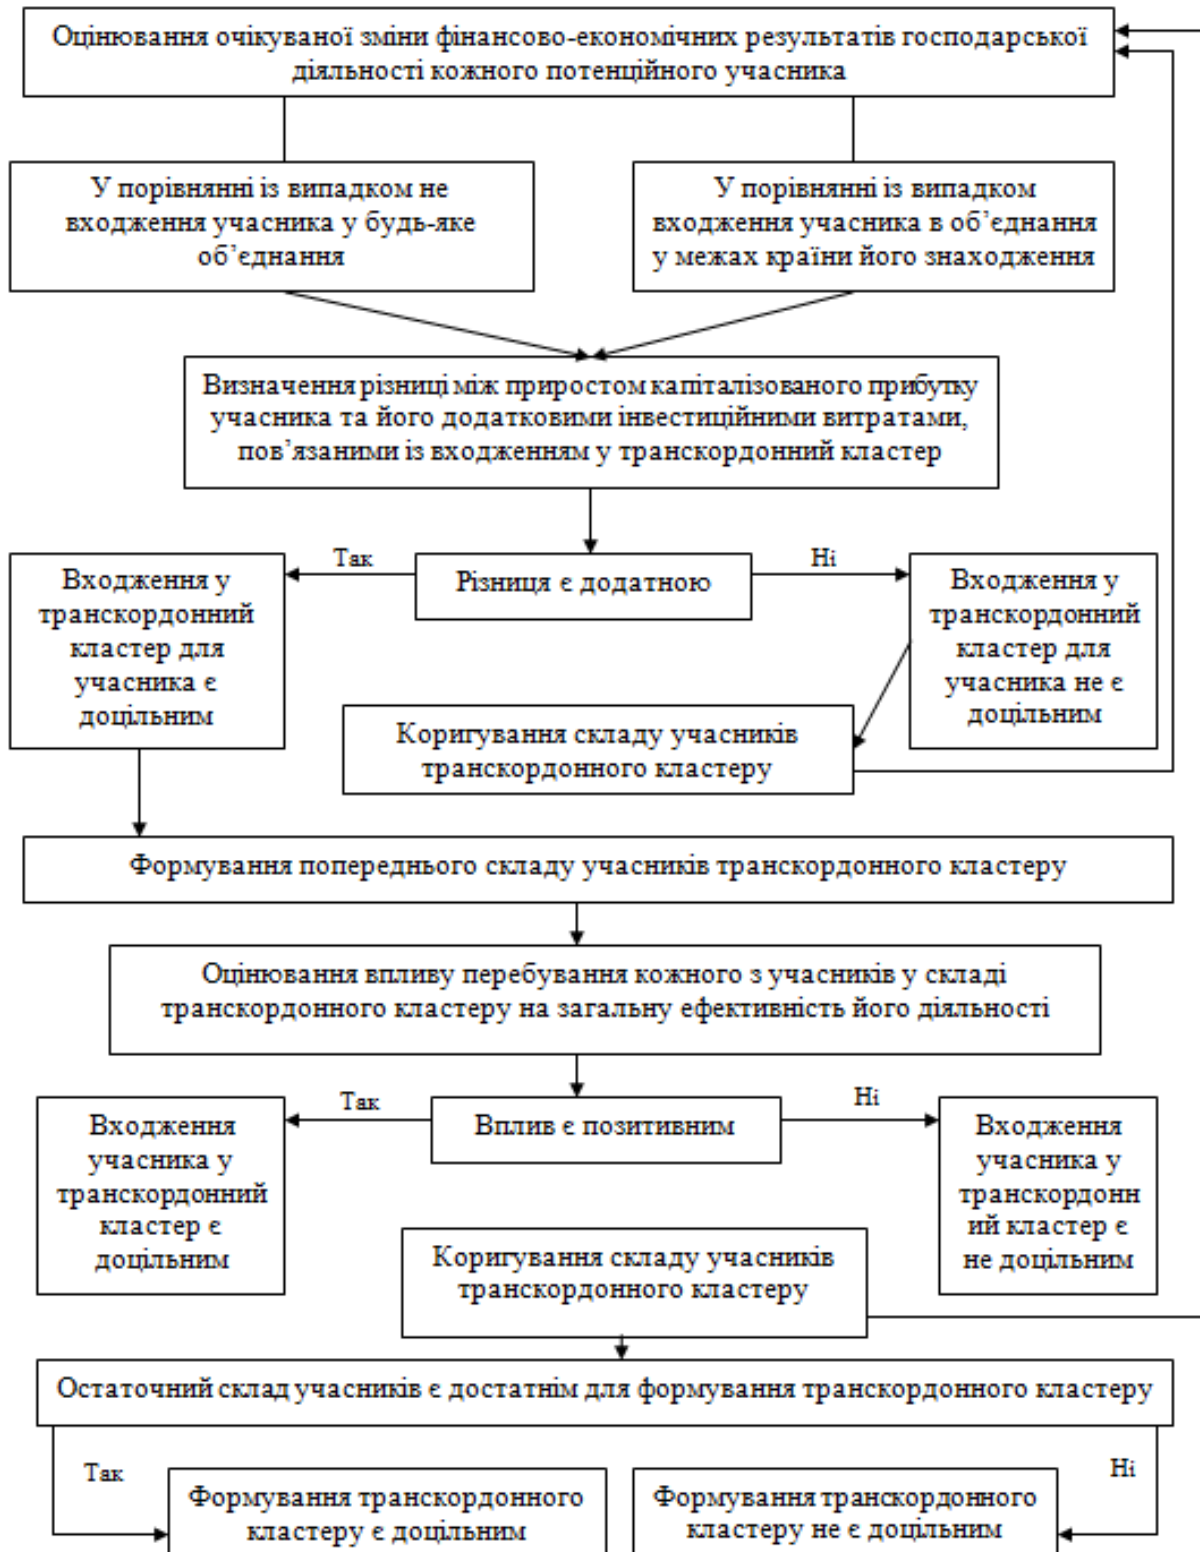 Оцінювання очікуваної зміни фінансово-економічних результатів господарської
діяльності кожного потенційного учасника
У порівнянні із випадком не
входження учасника у будь-яке
об’єднання
У порівнянні із випадком
входження учасника в об’єднання
у межах країни його знаходження
Визначення різниці між приростом капіталізованого прибутку
учасника та його додатковими інвестиційними витратами,
пов’язаними із входженням у транскордонний кластер
Так
Різниця є додатною
Ні
Входження у
транскордонний
кластер для
учасника є
доцільним
Входження у
транскордонний
кластер для
учасника не є
доцільним
Коригування складу учасників
транскордонного кластеру
Формування попереднього складу учасників транскордонного кластеру
Оцінювання впливу перебування кожного з учасників у складі
транскордонного кластеру на загальну ефективність його діяльності
Так
Вплив є позитивним
Ні
Входження
учасника у
транскордонний
кластер є
доцільним
Входження
учасника у
транскордонн
ий кластер є
не доцільним
Коригування складу учасників
транскордонного кластеру
Остаточний склад учасників є достатнім для формування транскордонного кластеру
Так
Ні
Формування транскордонного
кластеру є доцільним
Формування транскордонного
кластеру не є доцільним